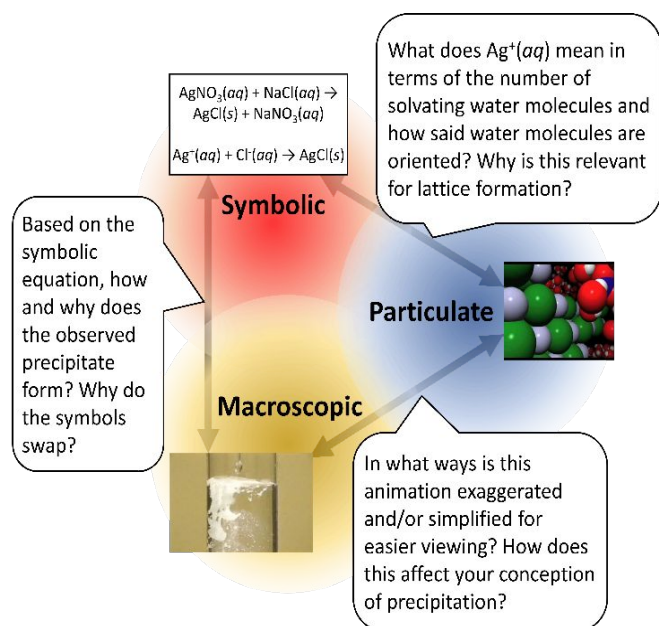 What does Ag⁺(aq) mean in
terms of the number of
solvating water molecules and
how said water molecules are
oriented? Why is this relevant
for lattice formation?
AgNO₃(aq) + NaCl(aq) →
AgCl(s) + NaNO₃(aq)
Ag⁺(aq) + Cl⁻(aq) → AgCl(s)
Symbolic
Based on the
symbolic
equation, how
and why does
the observed
precipitate
form? Why do
the symbols
swap?
Particulate
Macroscopic
In what ways is this
animation exaggerated
and/or simplified for
easier viewing? How does
this affect your conception
of precipitation?